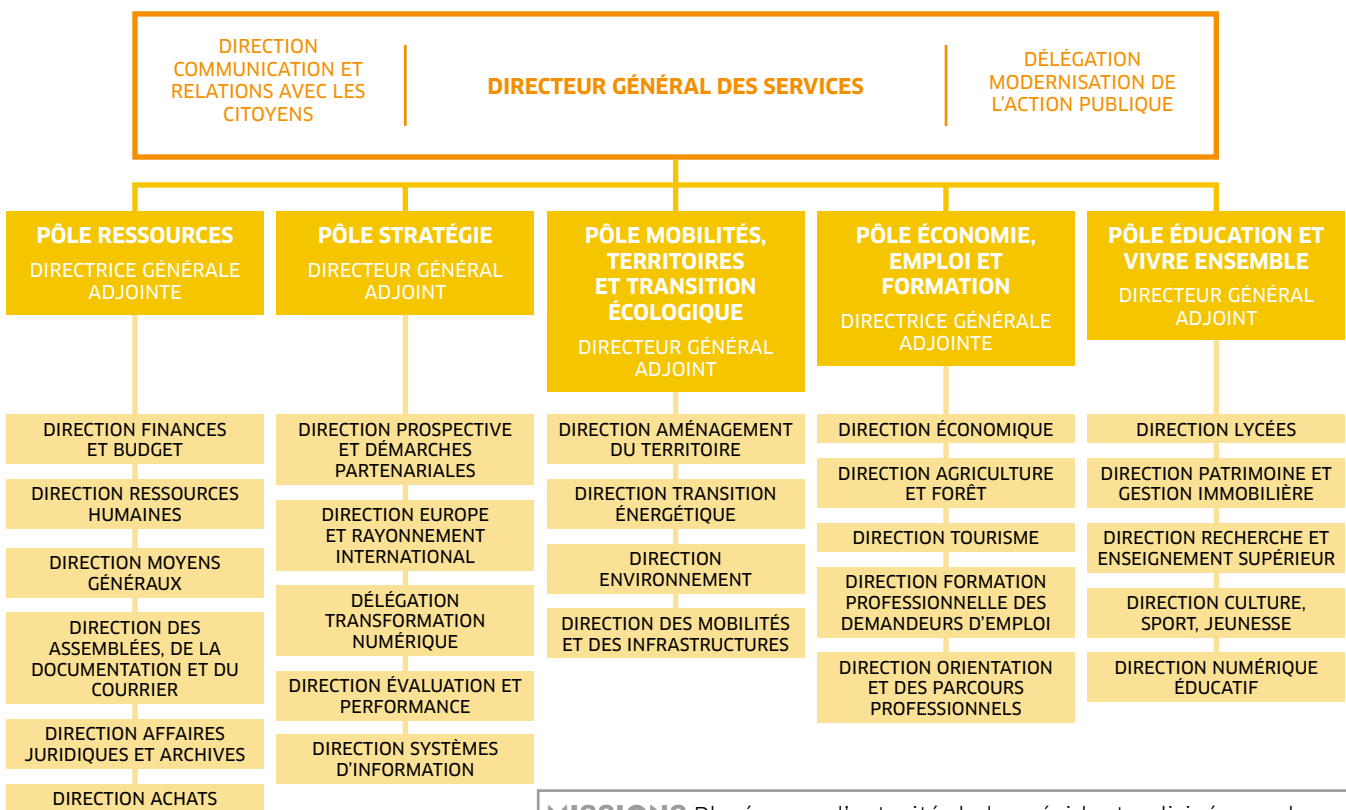 DIRECTION
COMMUNICATION ET
RELATIONS AVEC LES
CITOYENS
DIRECTEUR GÉNÉRAL DES SERVICES
DÉLÉGATION
MODERNISATION DE
L'ACTION PUBLIQUE
PÔLE RESSOURCES
DIRECTRICE GÉNÉRALE
ADJOINTE
DIRECTION FINANCES
ET BUDGET
DIRECTION RESSOURCES
HUMAINES
DIRECTION MOYENS
GÉNÉRAUX
DIRECTION DES
ASSEMBLÉES, DE LA
DOCUMENTATION ET DU
COURRIER
DIRECTION AFFAIRES
JURIDIQUES ET ARCHIVES
DIRECTION ACHATS
PÔLE STRATÉGIE
DIRECTEUR GÉNÉRAL
ADJOINT
DIRECTION PROSPECTIVE
ET DÉMARCHES
PARTENARIALES
DIRECTION EUROPE
ET RAYONNEMENT
INTERNATIONAL
DÉLÉGATION
TRANSFORMATION
NUMÉRIQUE
DIRECTION ÉVALUATION ET
PERFORMANCE
DIRECTION SYSTÈMES
D'INFORMATION
PÔLE MOBILITÉS,
TERRITOIRES
ET TRANSITION
ÉCOLOGIQUE
DIRECTEUR GÉNÉRAL
ADJOINT
DIRECTION AMÉNAGEMENT
DU TERRITOIRE
DIRECTION TRANSITION
ÉNERGÉTIQUE
DIRECTION
ENVIRONNEMENT
DIRECTION DES MOBILITÉS
ET DES INFRASTRUCTURES
PÔLE ÉCONOMIE,
EMPLOI ET
FORMATION
DIRECTRICE GÉNÉRALE
ADJOINTE
DIRECTION ÉCONOMIQUE
DIRECTION AGRICULTURE
ET FORÊT
DIRECTION TOURISME
DIRECTION FORMATION
PROFESSIONNELLE DES
DEMANDEURS D'EMPLOI
DIRECTION ORIENTATION
ET DES PARCOURS
PROFESSIONNELS
PÔLE ÉDUCATION ET
VIVRE ENSEMBLE
DIRECTEUR GÉNÉRAL
ADJOINT
DIRECTION LYCÉES
DIRECTION PATRIMOINE ET
GESTION IMMOBILIÈRE
DIRECTION RECHERCHE ET
ENSEIGNEMENT SUPÉRIEUR
DIRECTION CULTURE,
SPORT, JEUNESSE
DIRECTION NUMÉRIQUE
ÉDUCATIF
MISSIONS